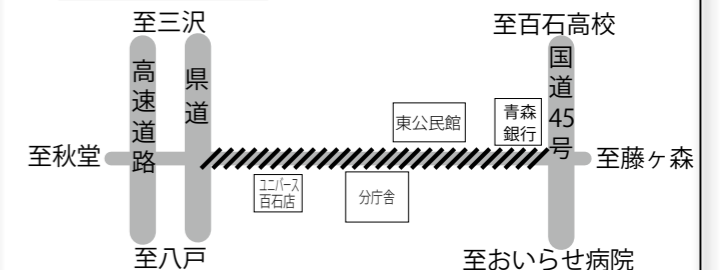 至三沢
至百石高校
高速道路
県道
国道45号
東公民館
青森
銀行
至秋堂
至藤ヶ森
ユニバース
百石店
分庁舎
至八戸
至おいらせ病院